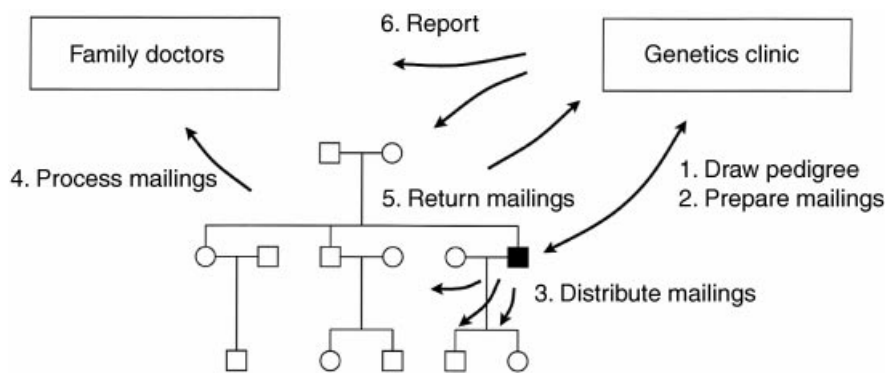 6. Report
Family doctors
Genetics clinic
4. Process mailings
5. Return mailings
1. Draw pedigree
2. Prepare mailings
3. Distribute mailings